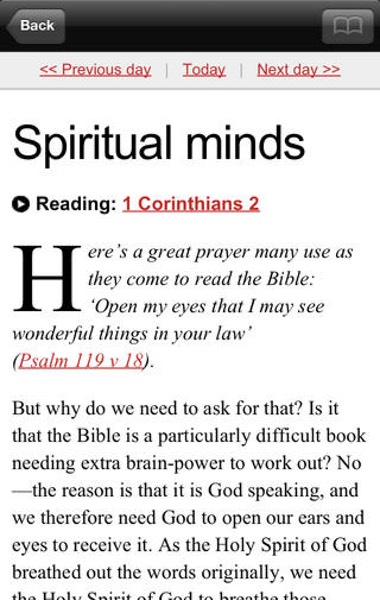 Back
<< Previous day | Today | Next day >>
Spiritual minds
Reading: 1 Corinthians 2
Here’s a great prayer many use as
they come to read the Bible:
‘Open my eyes that I may see
wonderful things in your law’
(Psalm 119 v 18).
But why do we need to ask for that? Is it
that the Bible is a particularly difficult book
needing extra brain-power to work out? No
—the reason is that it is God speaking, and
we therefore need God to open our ears and
eyes to receive it. As the Holy Spirit of God
breathed out the words originally, we need
the Holy Spirit of God to breathe those